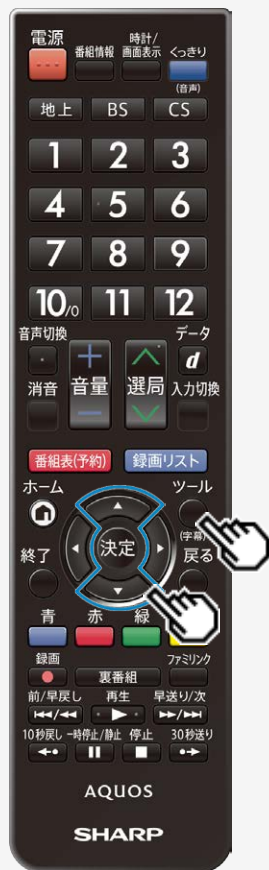 電源
番組情報
時計/
画面表示
くっきり
(音声)
地上 BS CS
1 2 3
4 5 6
7 8 9
10/0 11 12
音声切換
データ
d
消音
音量
選局
入力切換
番組表(予約) 録画リスト
ホーム
ツール
(字幕)
決定
終了
戻る
青 赤 緑
録画
裏番組
ファミリンク
前/早戻し 再生 早送り/次
10秒戻し 一時停止/静止 停止 30秒送り
AQUOS
SHARP